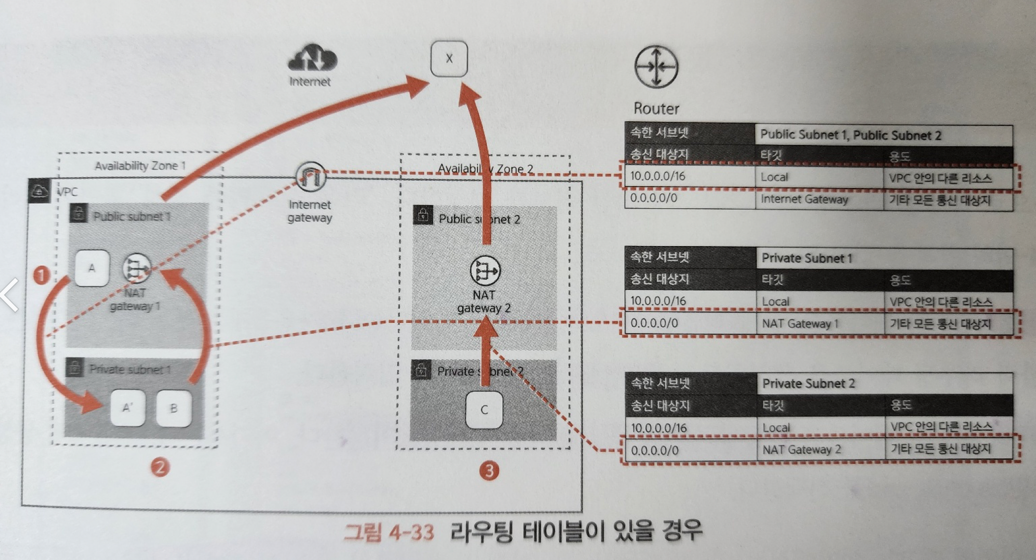 Internet
X
Router
Availability Zone 1
Internet
gateway
Availability Zone 2
VPC
Public subnet 1
Public subnet 2
1
A
NAT
gateway 1
NAT
gateway 2
Private subnet 1
Private subnet 2
A'
B
C
2
3
속한 서브넷 Public Subnet 1, Public Subnet 2
송신 대상지 타깃 용도
10.0.0.0/16 Local VPC 안의 다른 리소스
0.0.0.0/0 Internet Gateway 기타 모든 통신 대상지
속한 서브넷 Private Subnet 1
송신 대상지 타깃 용도
10.0.0.0/16 Local VPC 안의 다른 리소스
0.0.0.0/0 NAT Gateway 1 기타 모든 통신 대상지
속한 서브넷 Private Subnet 2
송신 대상지 타깃 용도
10.0.0.0/16 Local VPC 안의 다른 리소스
0.0.0.0/0 NAT Gateway 2 기타 모든 통신 대상지
그림 4-33 라우팅 테이블이 있을 경우